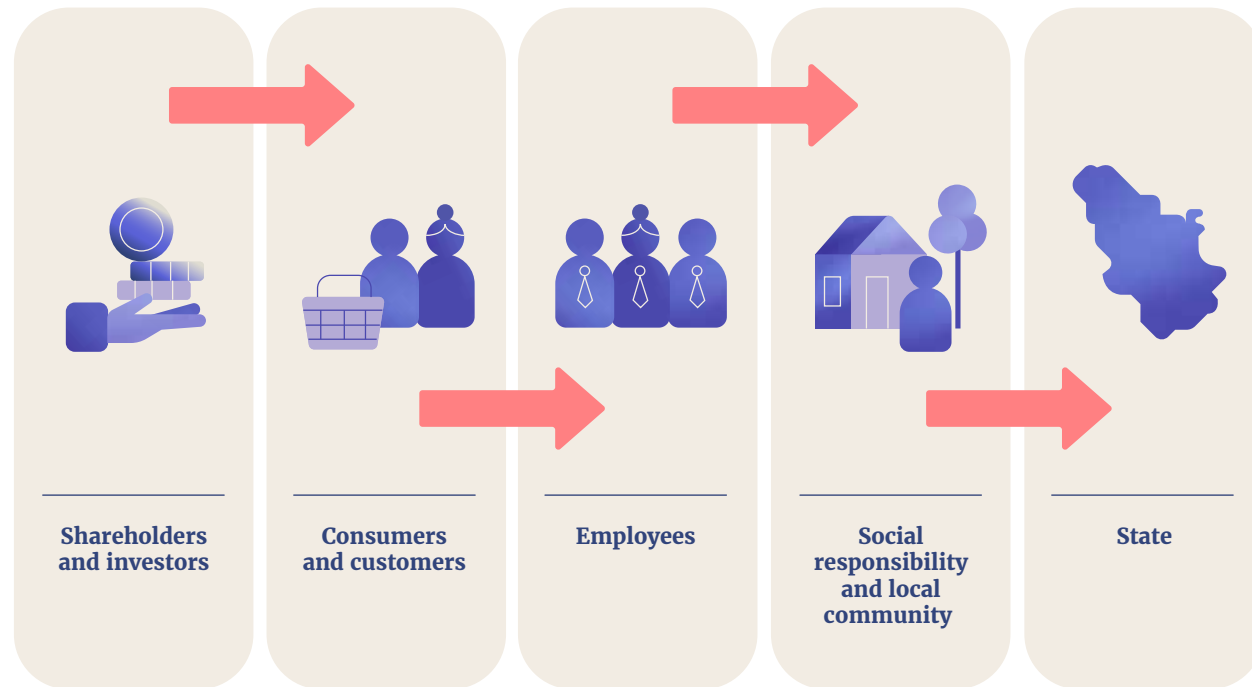 Shareholders
and investors
Consumers
and customers
Employees
Social
responsibility
and local
community
State